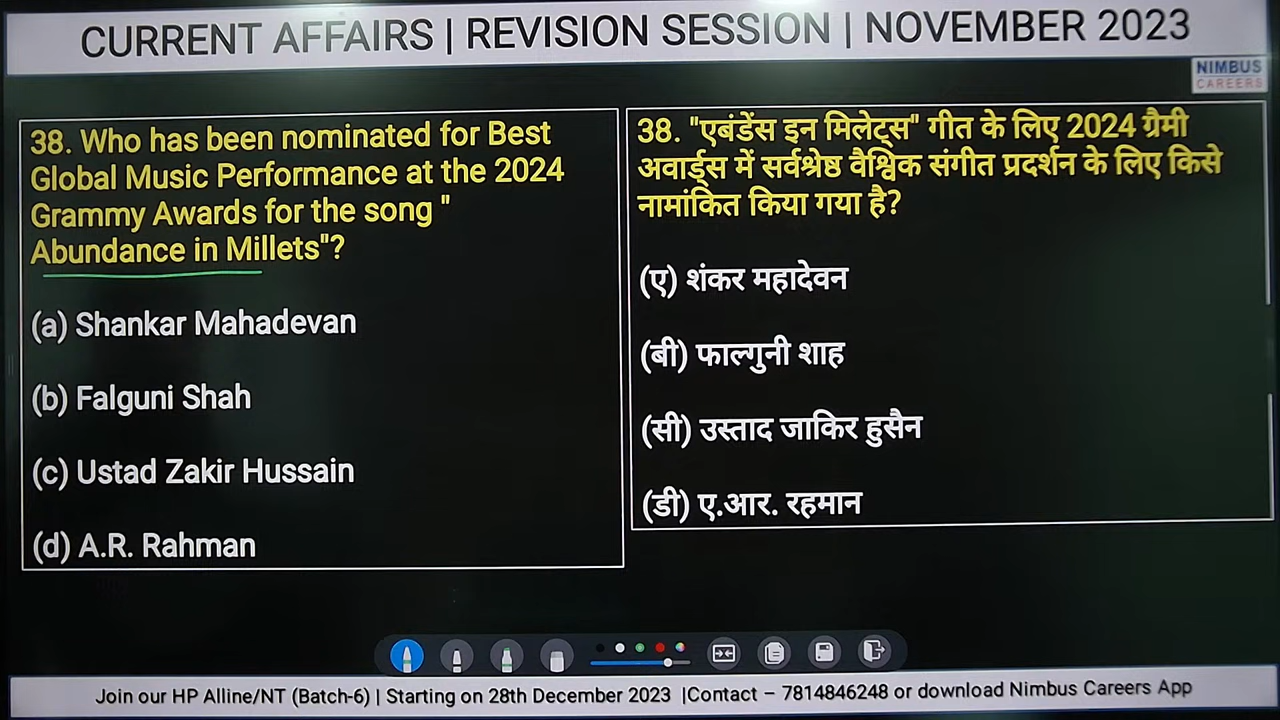 CURRENT AFFAIRS | REVISION SESSION | NOVEMBER 2023
NIMBUS
CAREERS
38. Who has been nominated for Best
Global Music Performance at the 2024
Grammy Awards for the song "
Abundance in Millets"?
(a) Shankar Mahadevan
(b) Falguni Shah
(c) Ustad Zakir Hussain
(d) A.R. Rahman
38. "एबंडेंस इन मिलेट्स" गीत के लिए 2024 ग्रैमी
अवार्ड्स में सर्वश्रेष्ठ वैश्विक संगीत प्रदर्शन के लिए किसे
नामांकित किया गया है?
(ए) शंकर महादेवन
(बी) फाल्गुनी शाह
(सी) उस्ताद जाकिर हुसैन
(डी) ए.आर. रहमान
Join our HP Alline/NT (Batch-6) | Starting on 28th December 2023 |Contact – 7814846248 or download Nimbus Careers App